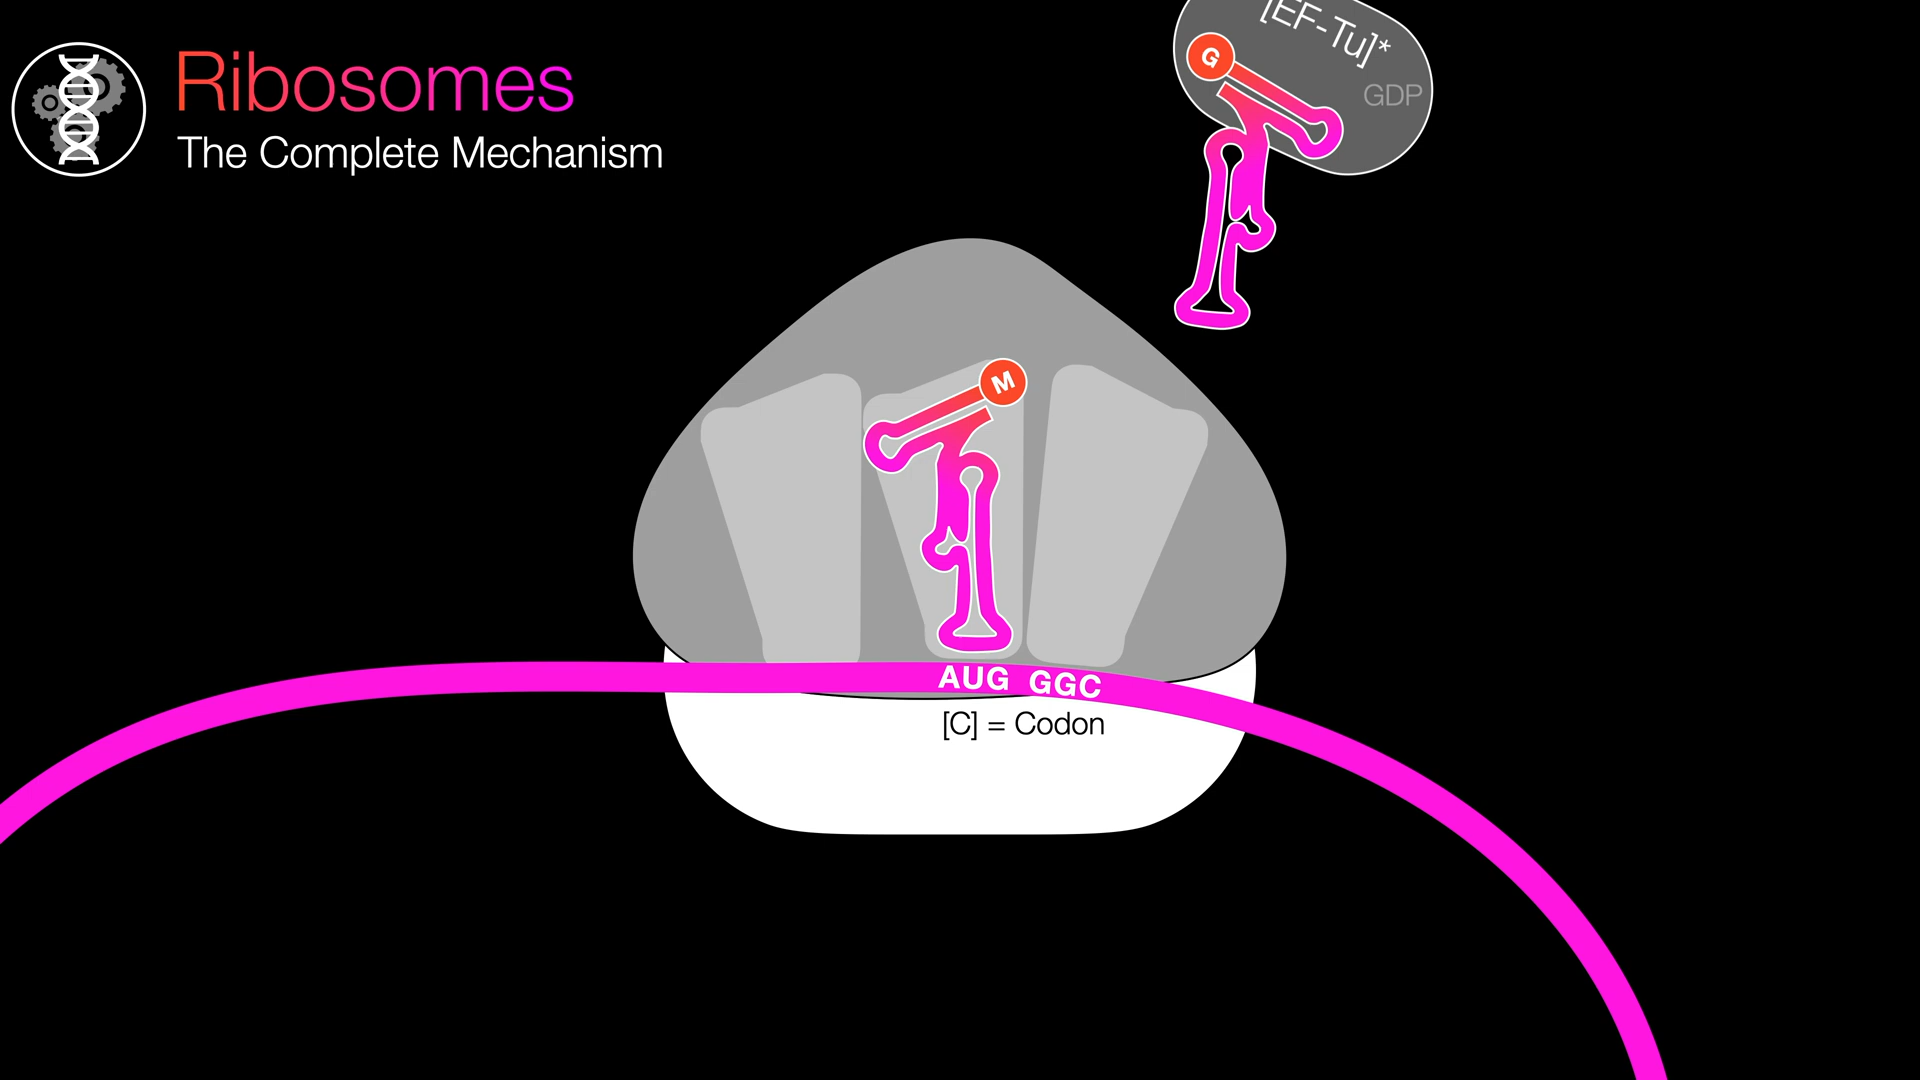 Ribosomes
The Complete Mechanism
[EF-Tu]*
G
GDP
M
AUG GGC
[C] = Codon